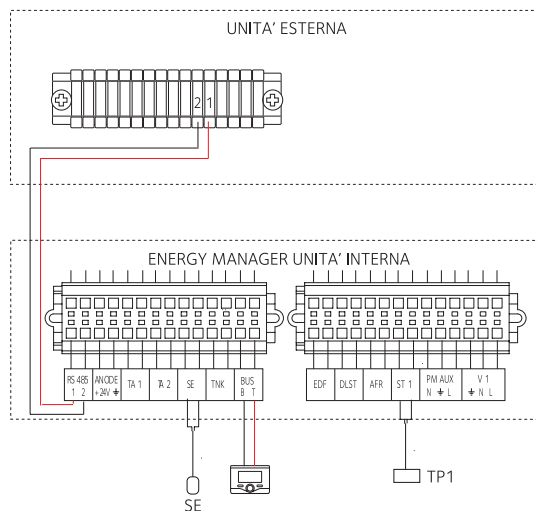 UNITA' ESTERNA
2 1
ENERGY MANAGER UNITA' INTERNA
RS 485 ANODE TA 1 TA 2 SE TNK BUS EDF DLST AFR ST 1 PM AUX V 1
1 2 +24V ⏚ B T N ⏚ L ⏚ N L
SE
TP1